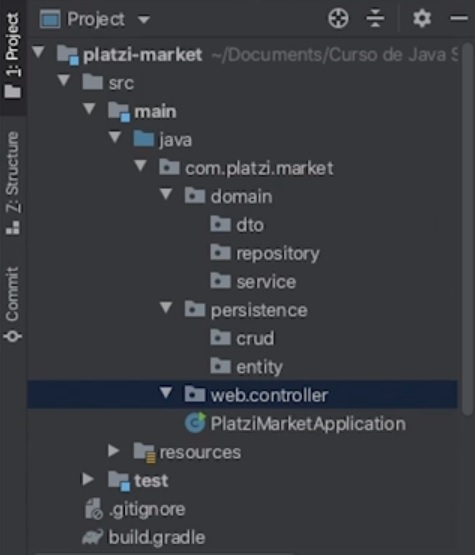 Project
platzi-market ~/Documents/Curso de Java S
src
main
java
com.platzi.market
domain
dto
repository
service
persistence
crud
entity
web.controller
PlatziMarketApplication
resources
test
.gitignore
build.gradle
1: Project
Z: Structure
Commit